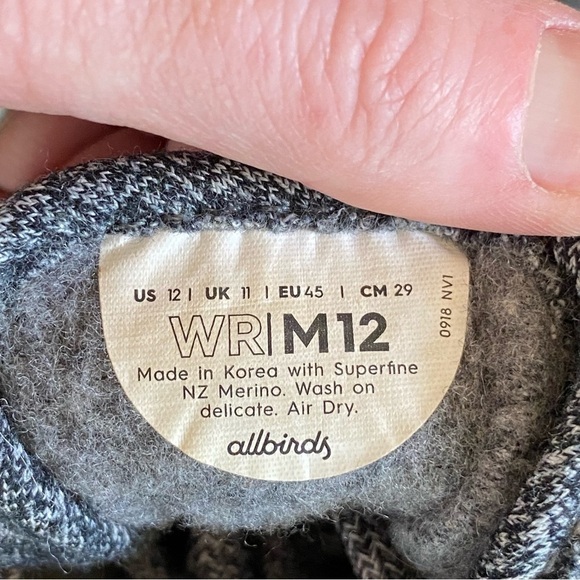 US 12 | UK 11 | EU 45 | CM 29
WR|M12
Made in Korea with Superfine
NZ Merino. Wash on
delicate. Air Dry.
allbirds
0918 NV1